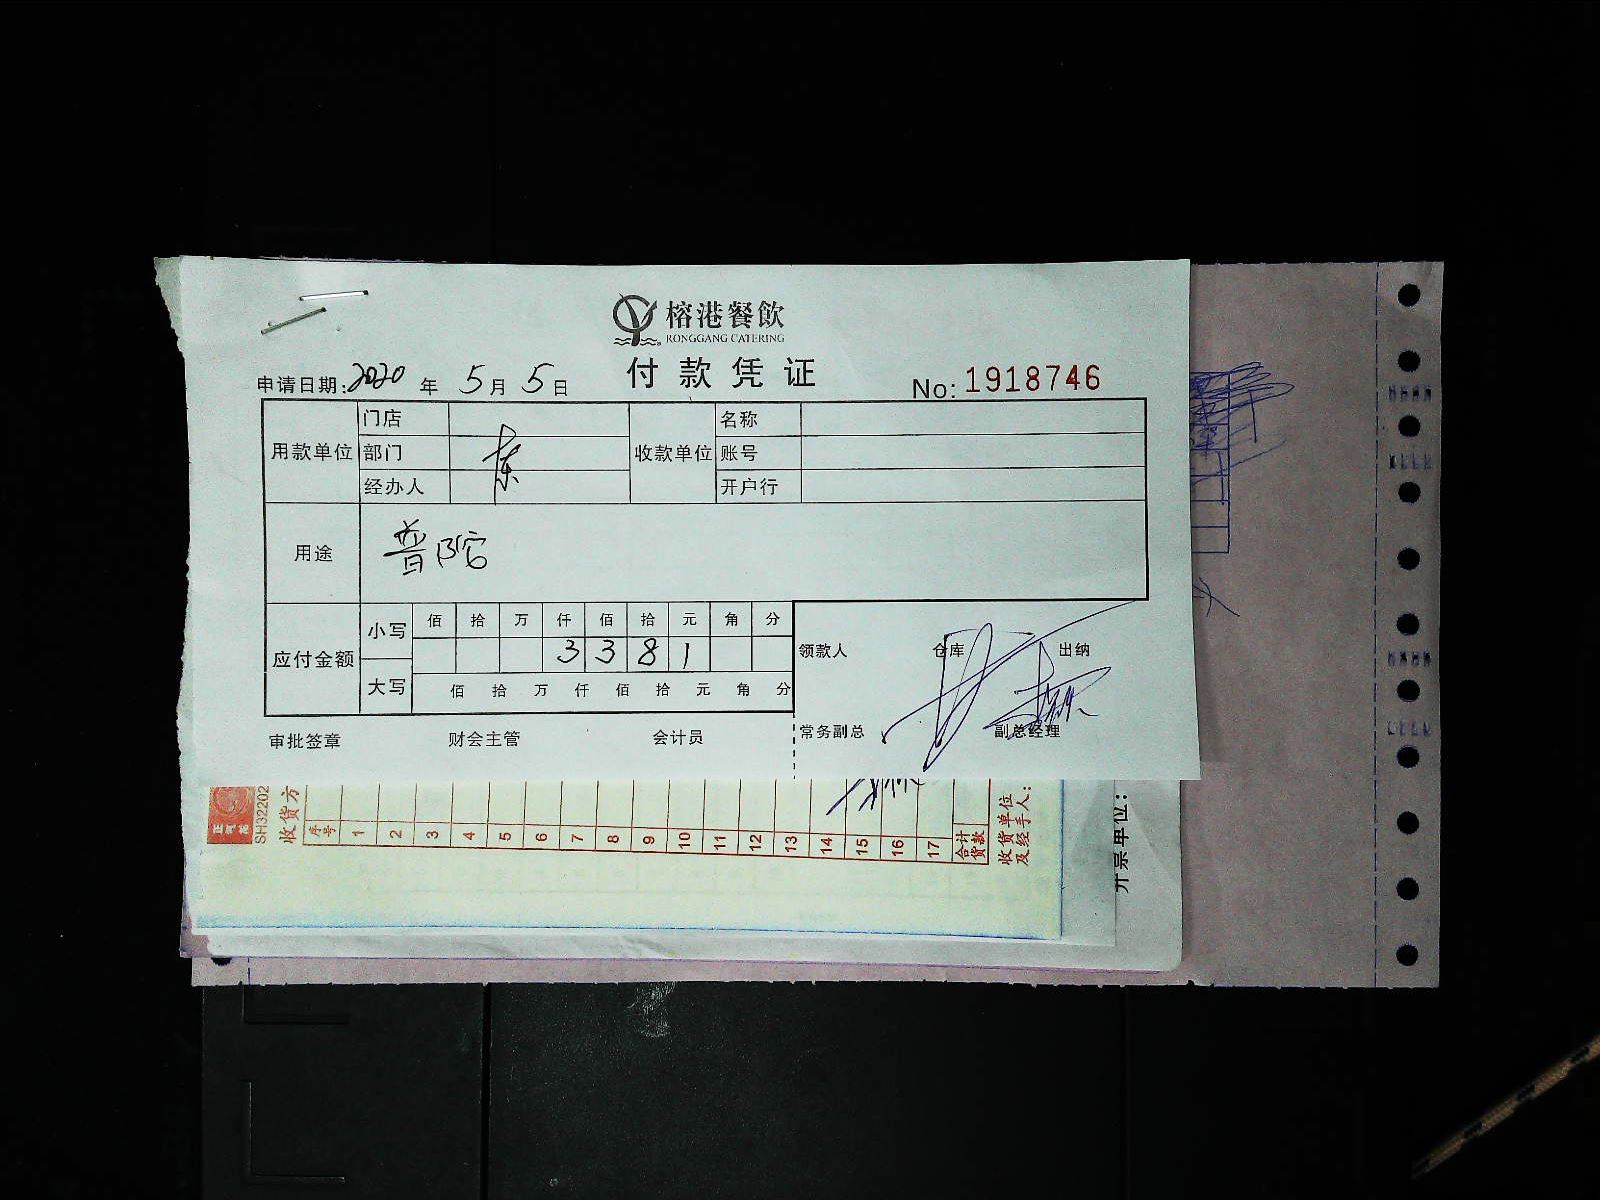 榕港餐飲
RONGGANG CATERING
付款凭证
申请日期:2020年5月5日
No:1918746
用款单位
门店
部门
经办人
收款单位
名称
账号
开户行
用途
普陀
应付金额
小写
佰 拾 万 仟 佰 拾 元 角 分
3 3 8 1
大写
佰 拾 万 仟 佰 拾 元 角 分
领款人 仓库 出纳
常务副总 副总经理
审批签章 财会主管 会计员
SH32202
收货方
序号
1 2 3 4 5 6 7 8 9 10 11 12 13 14 15 16 17
合计货款
收货单位及经手人:
开票单位: